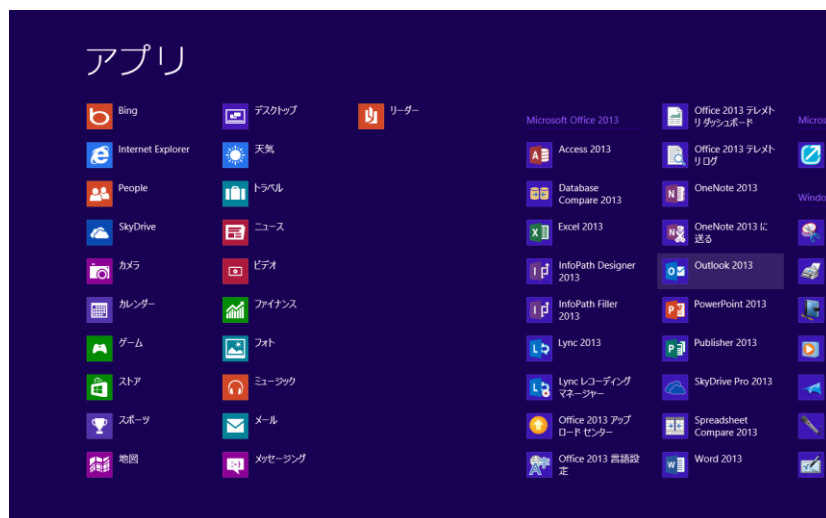 アプリ
Bing
Internet Explorer
People
SkyDrive
カメラ
カレンダー
ゲーム
ストア
スポーツ
地図
デスクトップ
天気
トラベル
ニュース
ビデオ
ファイナンス
フォト
ミュージック
メール
メッセージング
リーダー
Microsoft Office 2013
Access 2013
Database
Compare 2013
Excel 2013
InfoPath Designer
2013
InfoPath Filler
2013
Lync 2013
Lync レコーディング
マネージャー
Office 2013 アップ
ロード センター
Office 2013 言語設
定
Office 2013 テレメト
リ ダッシュボード
Office 2013 テレメト
リ ログ
OneNote 2013
OneNote 2013 に
送る
Outlook 2013
PowerPoint 2013
Publisher 2013
SkyDrive Pro 2013
Spreadsheet
Compare 2013
Word 2013
Micros
Windo